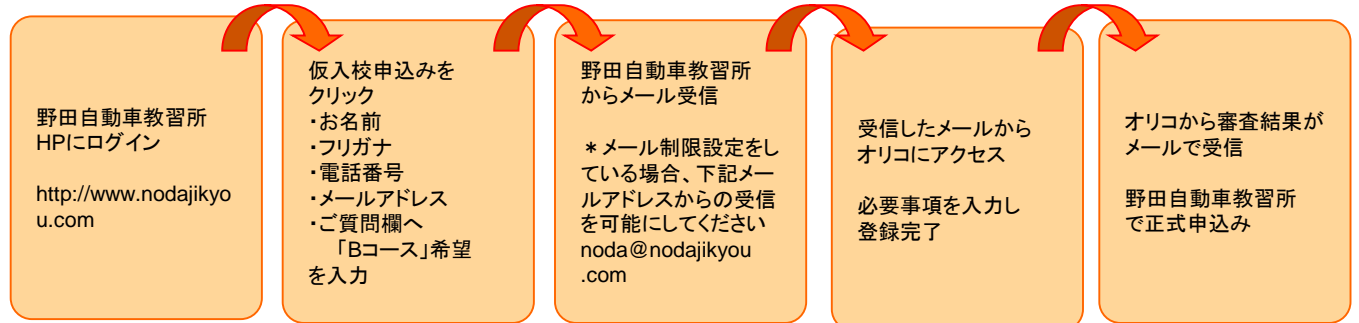 野田自動車教習所
HPにログイン
http://www.nodajikyo
u.com
仮入校申込みを
クリック
・お名前
・フリガナ
・電話番号
・メールアドレス
・ご質問欄へ
「Bコース」希望
を入力
野田自動車教習所
からメール受信
＊メール制限設定をし
ている場合、下記メー
ルアドレスからの受信
を可能にしてください
noda＠nodajikyou
.com
受信したメールから
オリコにアクセス
必要事項を入力し
登録完了
オリコから審査結果が
メールで受信
野田自動車教習所
で正式申込み